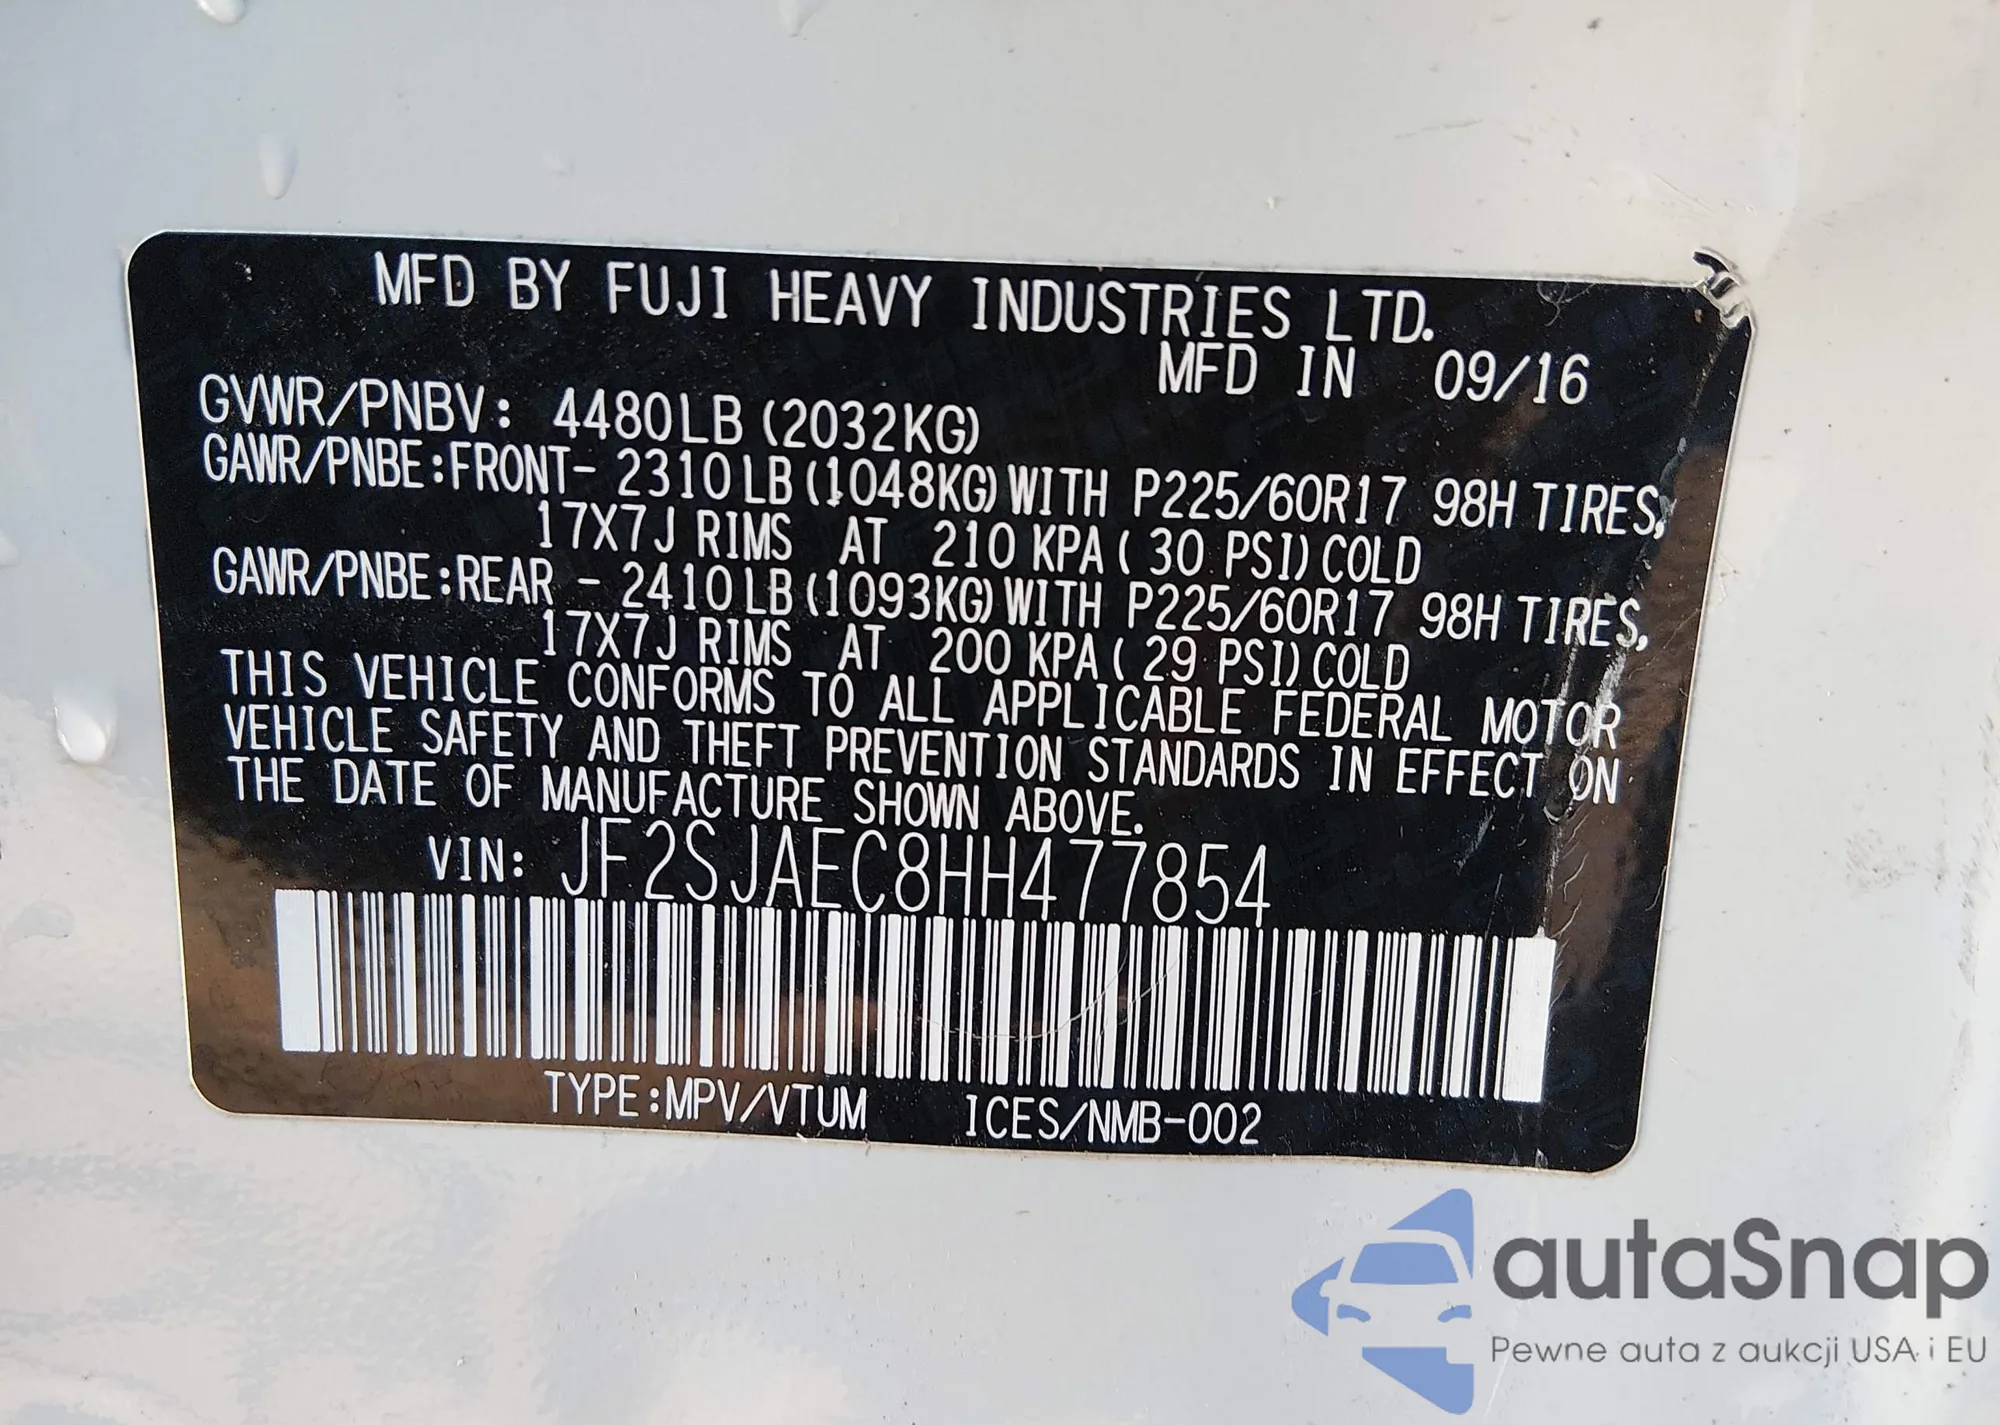 MFD BY FUJI HEAVY INDUSTRIES LTD.
MFD IN 09/16
GVWR/PNBV: 4480LB (2032KG)
GAWR/PNBE:FRONT- 2310LB (1048KG) WITH P225/60R17 98H TIRES,
17X7J RIMS AT 210 KPA ( 30 PSI) COLD
GAWR/PNBE:REAR - 2410LB (1093KG) WITH P225/60R17 98H TIRES,
17X7J RIMS AT 200 KPA ( 29 PSI) COLD
THIS VEHICLE CONFORMS TO ALL APPLICABLE FEDERAL MOTOR
VEHICLE SAFETY AND THEFT PREVENTION STANDARDS IN EFFECT ON
THE DATE OF MANUFACTURE SHOWN ABOVE.
VIN: JF2SJAEC8HH477854
TYPE:MPV/VTUM ICES/NMB-002
autaSnap
Pewne auta z aukcji USA i EU